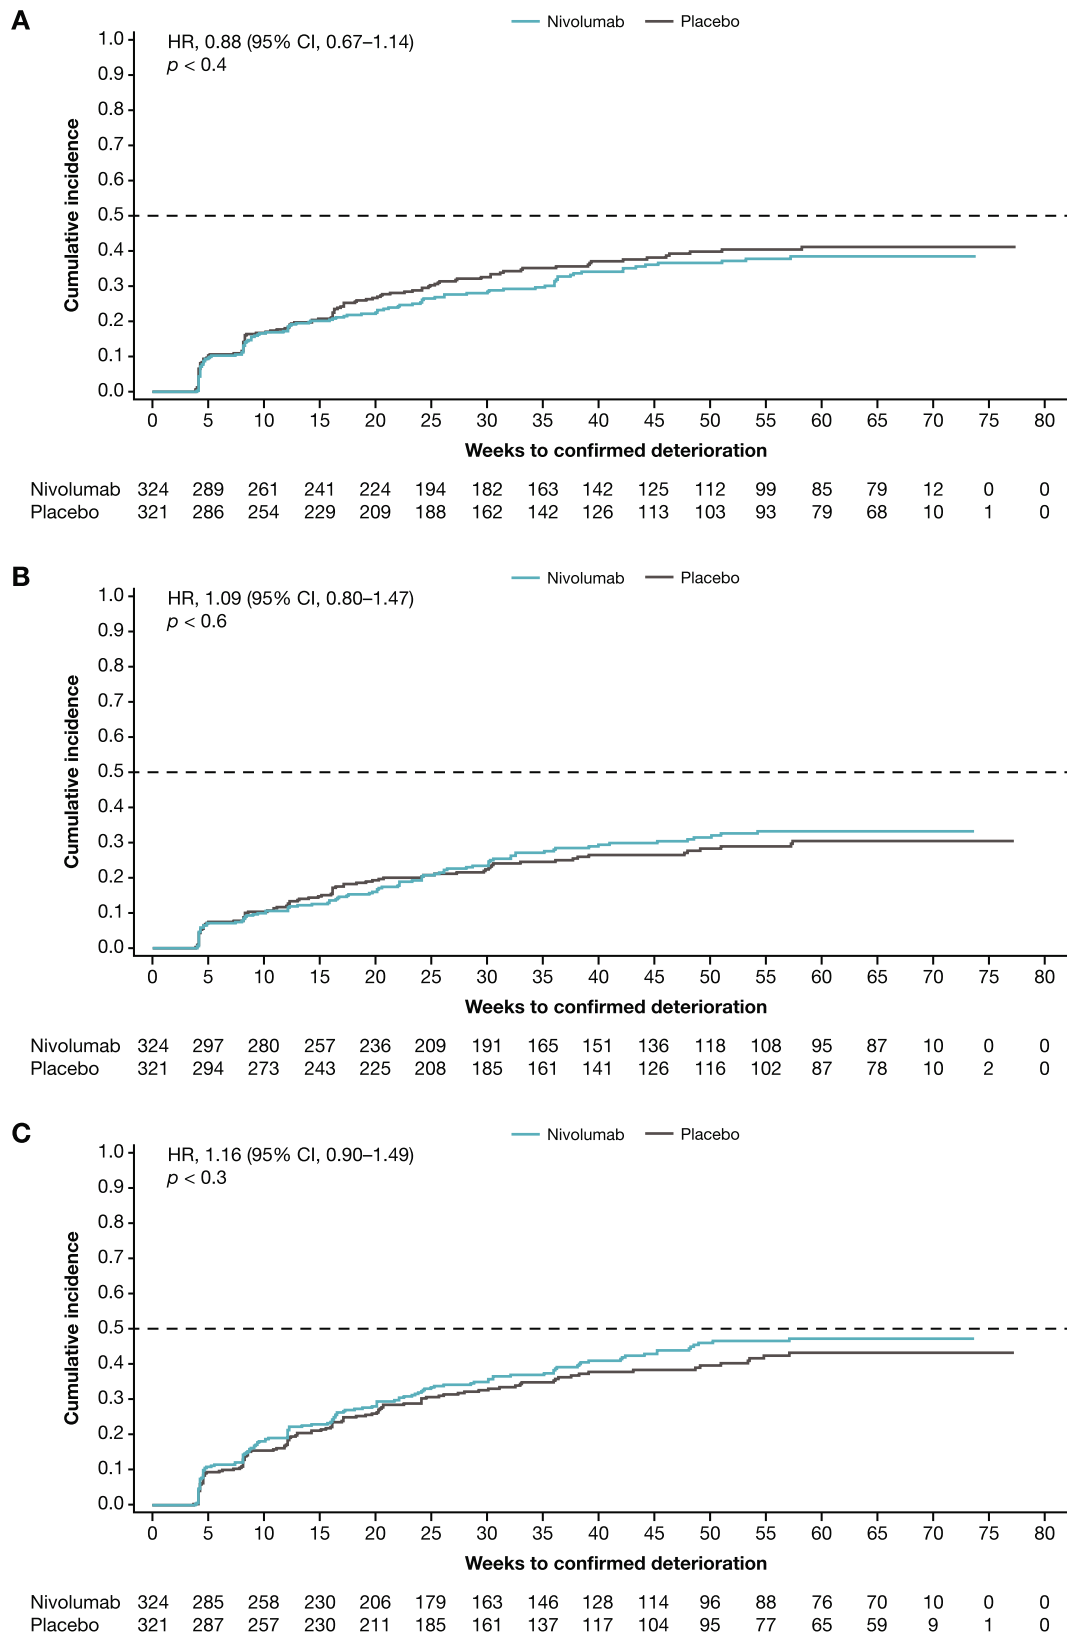 A
Nivolumab Placebo
HR, 0.88 (95% CI, 0.67–1.14)
p < 0.4
Cumulative incidence
1.0
0.9
0.8
0.7
0.6
0.5
0.4
0.3
0.2
0.1
0.0
0 5 10 15 20 25 30 35 40 45 50 55 60 65 70 75 80
Weeks to confirmed deterioration
Nivolumab 324 289 261 241 224 194 182 163 142 125 112 99 85 79 12 0 0
Placebo 321 286 254 229 209 188 162 142 126 113 103 93 79 68 10 1 0
B
Nivolumab Placebo
HR, 1.09 (95% CI, 0.80–1.47)
p < 0.6
Cumulative incidence
1.0
0.9
0.8
0.7
0.6
0.5
0.4
0.3
0.2
0.1
0.0
0 5 10 15 20 25 30 35 40 45 50 55 60 65 70 75 80
Weeks to confirmed deterioration
Nivolumab 324 297 280 257 236 209 191 165 151 136 118 108 95 87 10 0 0
Placebo 321 294 273 243 225 208 185 161 141 126 116 102 87 78 10 2 0
C
Nivolumab Placebo
HR, 1.16 (95% CI, 0.90–1.49)
p < 0.3
Cumulative incidence
1.0
0.9
0.8
0.7
0.6
0.5
0.4
0.3
0.2
0.1
0.0
0 5 10 15 20 25 30 35 40 45 50 55 60 65 70 75 80
Weeks to confirmed deterioration
Nivolumab 324 285 258 230 206 179 163 146 128 114 96 88 76 70 10 0 0
Placebo 321 287 257 230 211 185 161 137 117 104 95 77 65 59 9 1 0